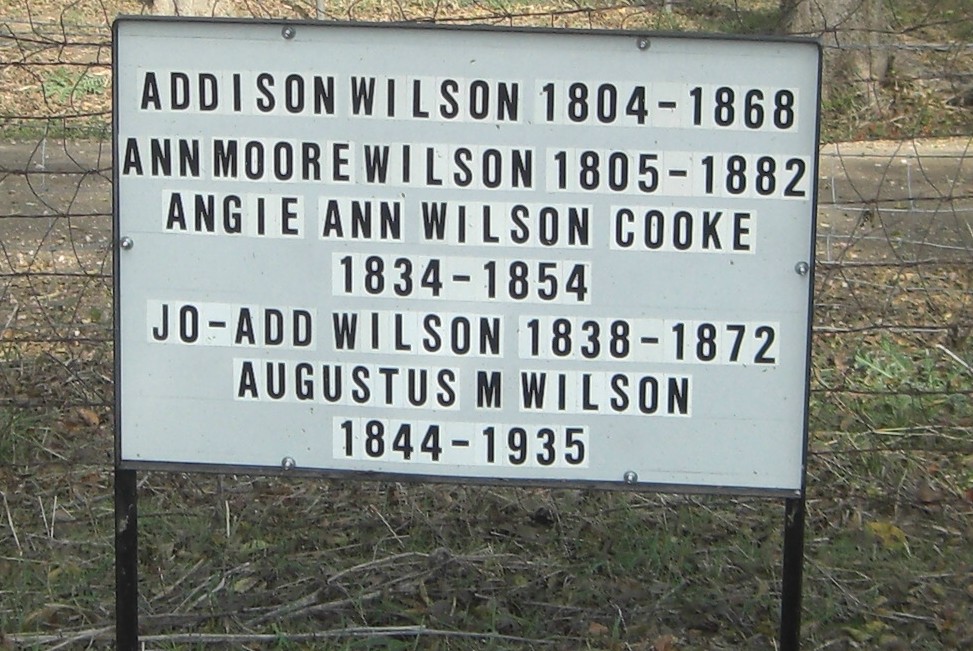 ADDISON WILSON 1804-1868
ANN MOORE WILSON 1805-1882
ANGIE ANN WILSON COOKE
1834-1854
JO-ADD WILSON 1838-1872
AUGUSTUS M WILSON
1844-1935